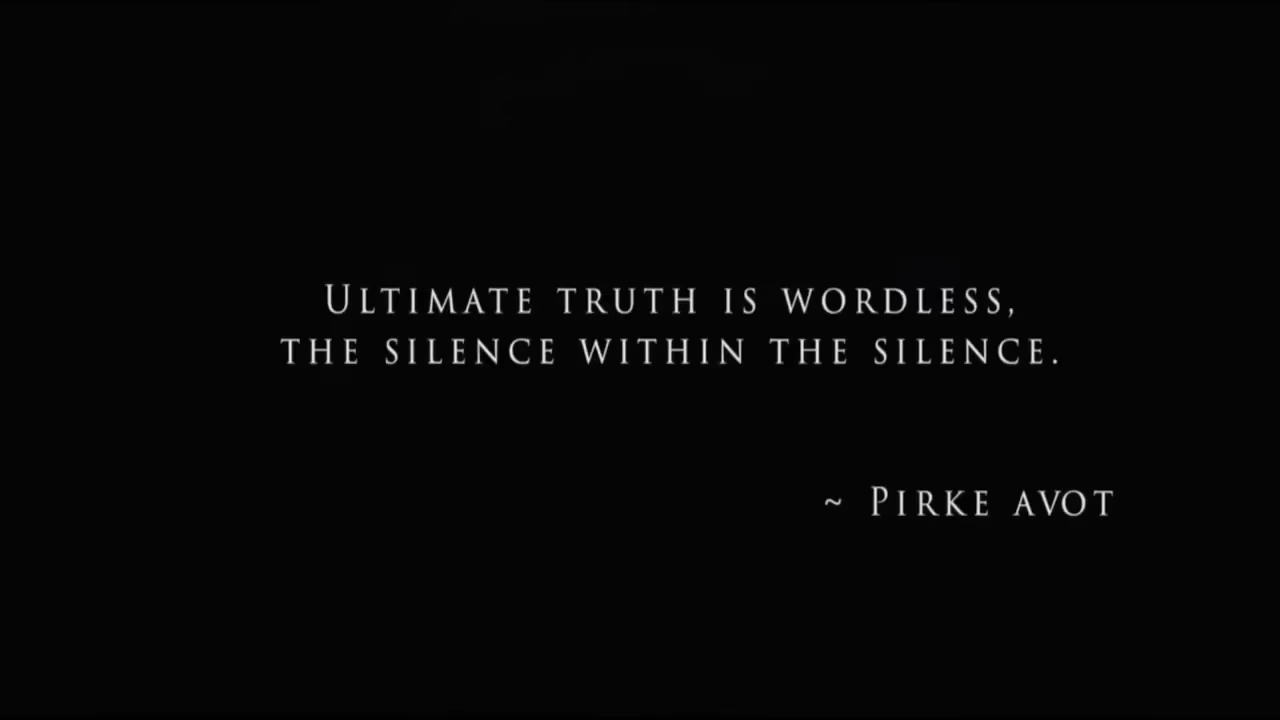 Ultimate truth is wordless,
the silence within the silence.
~ Pirke avot